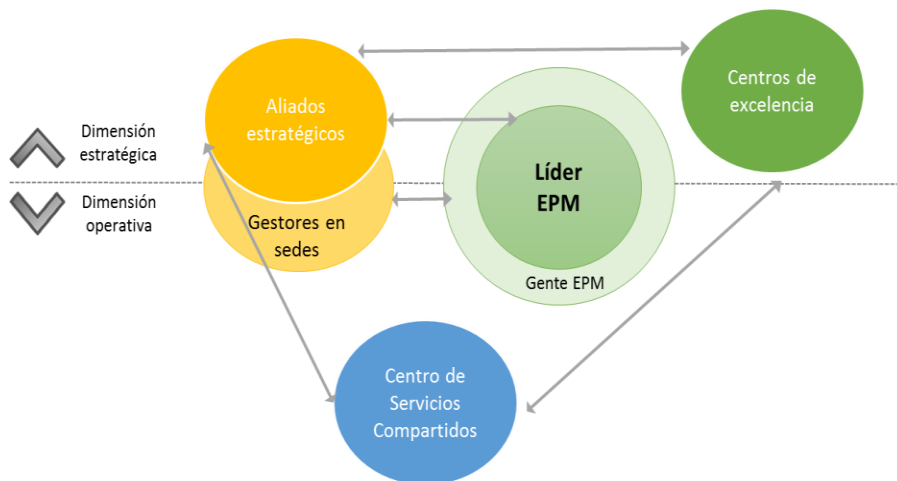 Aliados
estratégicos
Centros de
excelencia
Dimensión
estratégica
Líder
EPM
Dimensión
operativa
Gestores en
sedes
Gente EPM
Centro de
Servicios
Compartidos